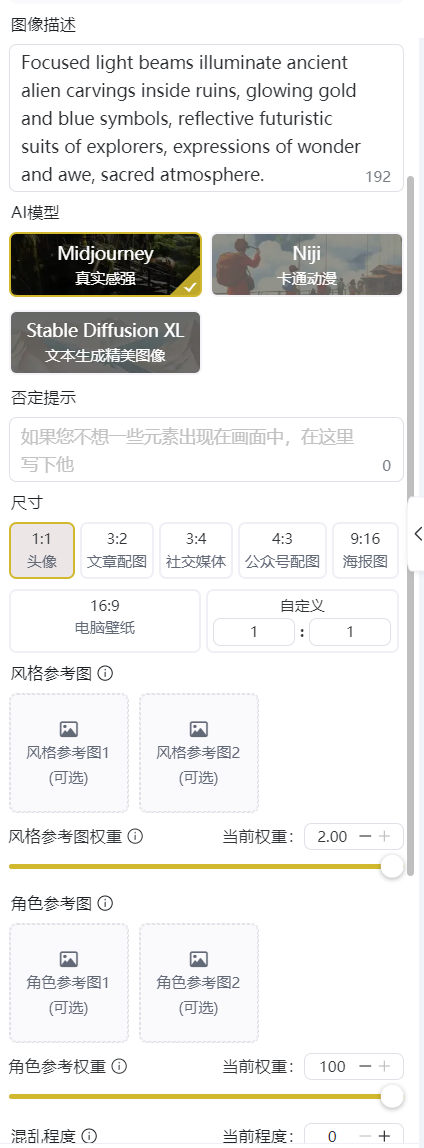 图像描述
Focused light beams illuminate ancient
alien carvings inside ruins, glowing gold
and blue symbols, reflective futuristic
suits of explorers, expressions of wonder
and awe, sacred atmosphere.
192
AI模型
Midjourney
真实感强
Niji
卡通动漫
Stable Diffusion XL
文本生成精美图像
否定提示
如果您不想一些元素出现在画面中，在这里
写下他
0
尺寸
1:1
头像
3:2
文章配图
3:4
社交媒体
4:3
公众号配图
9:16
海报图
16:9
电脑壁纸
自定义
1 : 1
风格参考图
风格参考图1
(可选)
风格参考图2
(可选)
风格参考图权重 当前权重： 2.00
角色参考图
角色参考图1
(可选)
角色参考图2
(可选)
角色参考权重 当前权重： 100
混乱程度 当前程度： 0